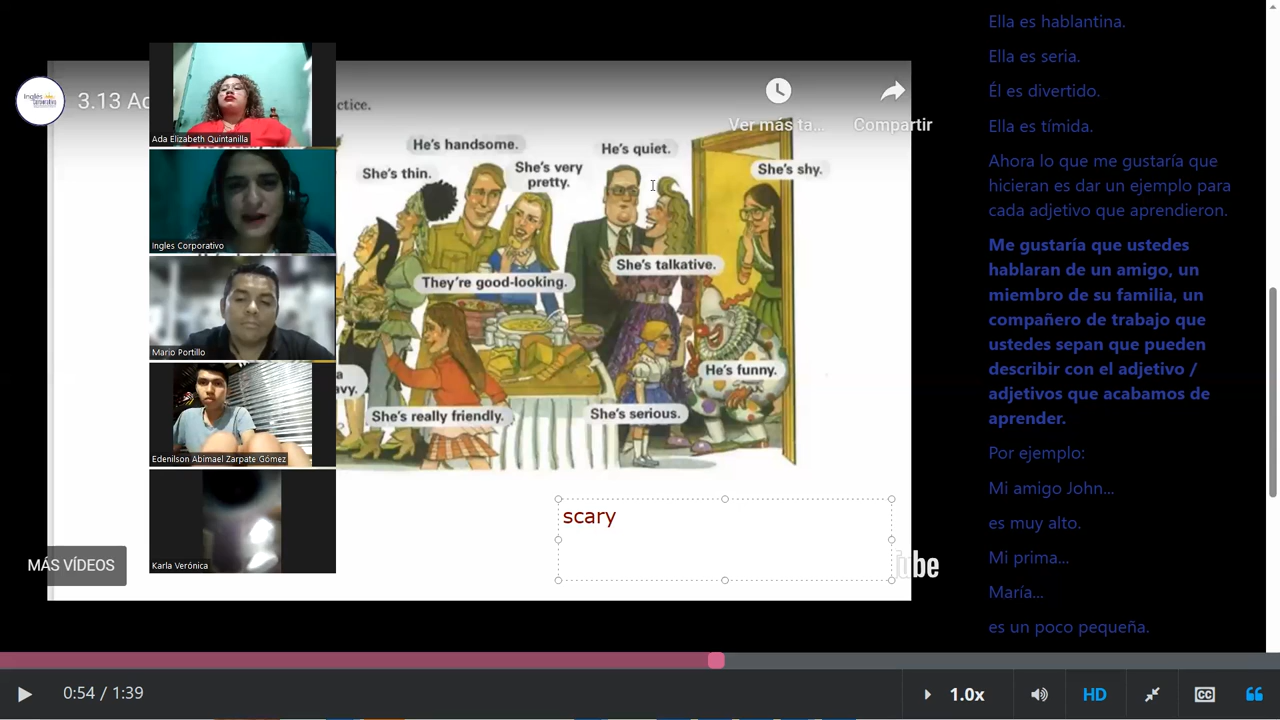 3.13 Ac
ctice.
Ver más ta...
Compartir
Ada Elizabeth Quintanilla
He's handsome.
She's thin.
She's very
pretty.
He's quiet.
She's shy.
Ingles Corporativo
She's talkative.
They're good-looking.
Mario Portillo
a
avy.
He's funny.
She's really friendly.
She's serious.
Edenilson Abimael Zarpate Gómez
scary
MÁS VÍDEOS
Karla Verónica
ube
Ella es hablantina.
Ella es seria.
Él es divertido.
Ella es tímida.
Ahora lo que me gustaría que
hicieran es dar un ejemplo para
cada adjetivo que aprendieron.
Me gustaría que ustedes
hablaran de un amigo, un
miembro de su familia, un
compañero de trabajo que
ustedes sepan que pueden
describir con el adjetivo /
adjetivos que acabamos de
aprender.
Por ejemplo:
Mi amigo John...
es muy alto.
Mi prima...
María...
es un poco pequeña.
0:54 / 1:39
1.0x
HD
CC